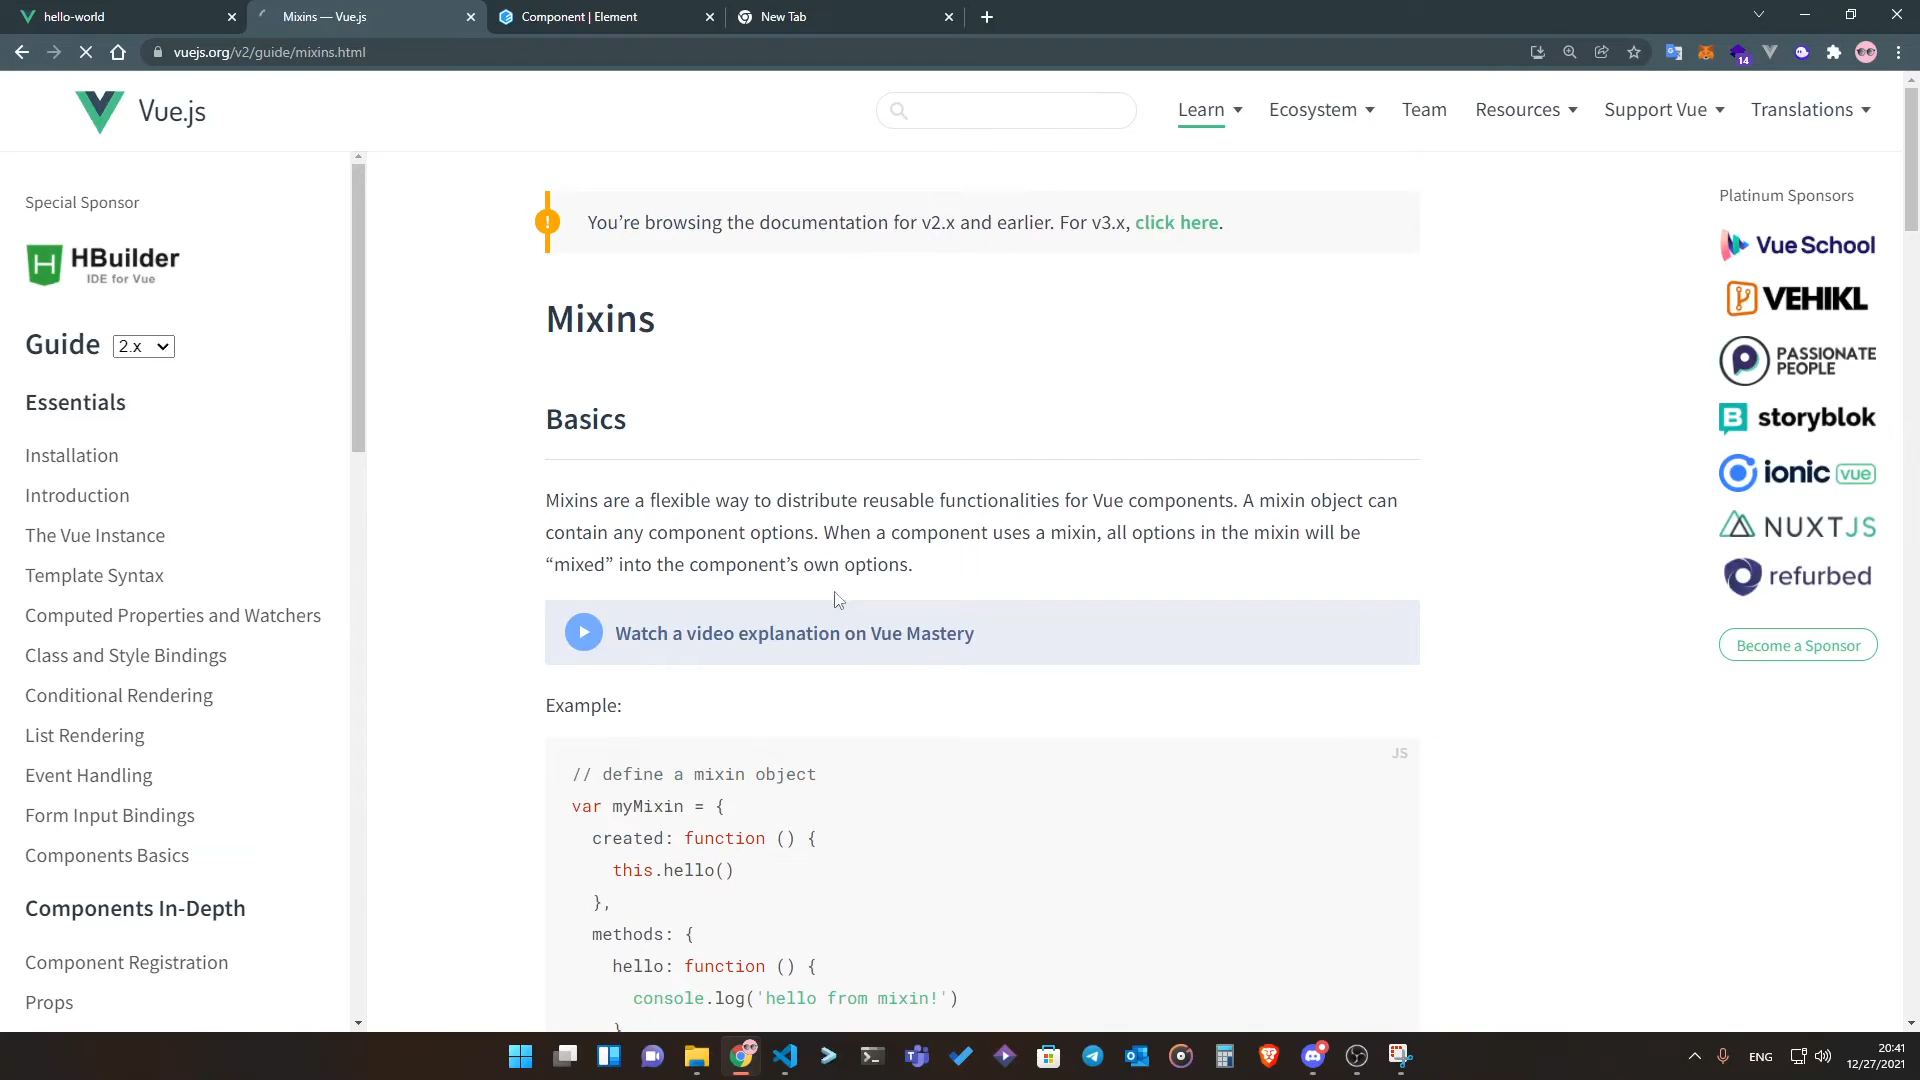 hello-world
Mixins — Vue.js
Component | Element
New Tab
vuejs.org/v2/guide/mixins.html
14
Vue.js
Learn
Ecosystem
Team
Resources
Support Vue
Translations
Special Sponsor
HBuilder
IDE for Vue
Guide
2.x
Essentials
Installation
Introduction
The Vue Instance
Template Syntax
Computed Properties and Watchers
Class and Style Bindings
Conditional Rendering
List Rendering
Event Handling
Form Input Bindings
Components Basics
Components In-Depth
Component Registration
Props
!
You’re browsing the documentation for v2.x and earlier. For v3.x, click here.
Mixins
Basics
Mixins are a flexible way to distribute reusable functionalities for Vue components. A mixin object can
contain any component options. When a component uses a mixin, all options in the mixin will be
“mixed” into the component’s own options.
Watch a video explanation on Vue Mastery
Example:
JS
// define a mixin object
var myMixin = {
created: function () {
this.hello()
},
methods: {
hello: function () {
console.log('hello from mixin!')
}
Platinum Sponsors
Vue School
VEHIKL
PASSIONATE
PEOPLE
storyblok
ionic vue
NUXTJS
refurbed
Become a Sponsor
ENG
20:41
12/27/2021